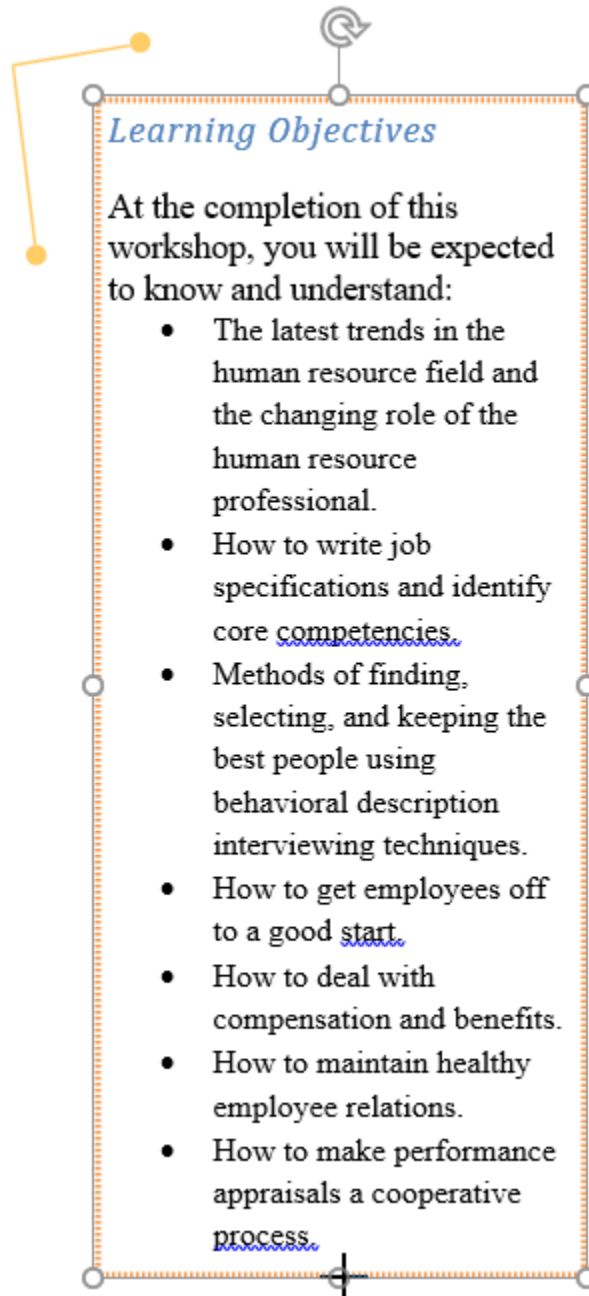 Learning Objectives
At the completion of this
workshop, you will be expected
to know and understand:
• The latest trends in the
human resource field and
the changing role of the
human resource
professional.
• How to write job
specifications and identify
core competencies.
• Methods of finding,
selecting, and keeping the
best people using
behavioral description
interviewing techniques.
• How to get employees off
to a good start.
• How to deal with
compensation and benefits.
• How to maintain healthy
employee relations.
• How to make performance
appraisals a cooperative
process.